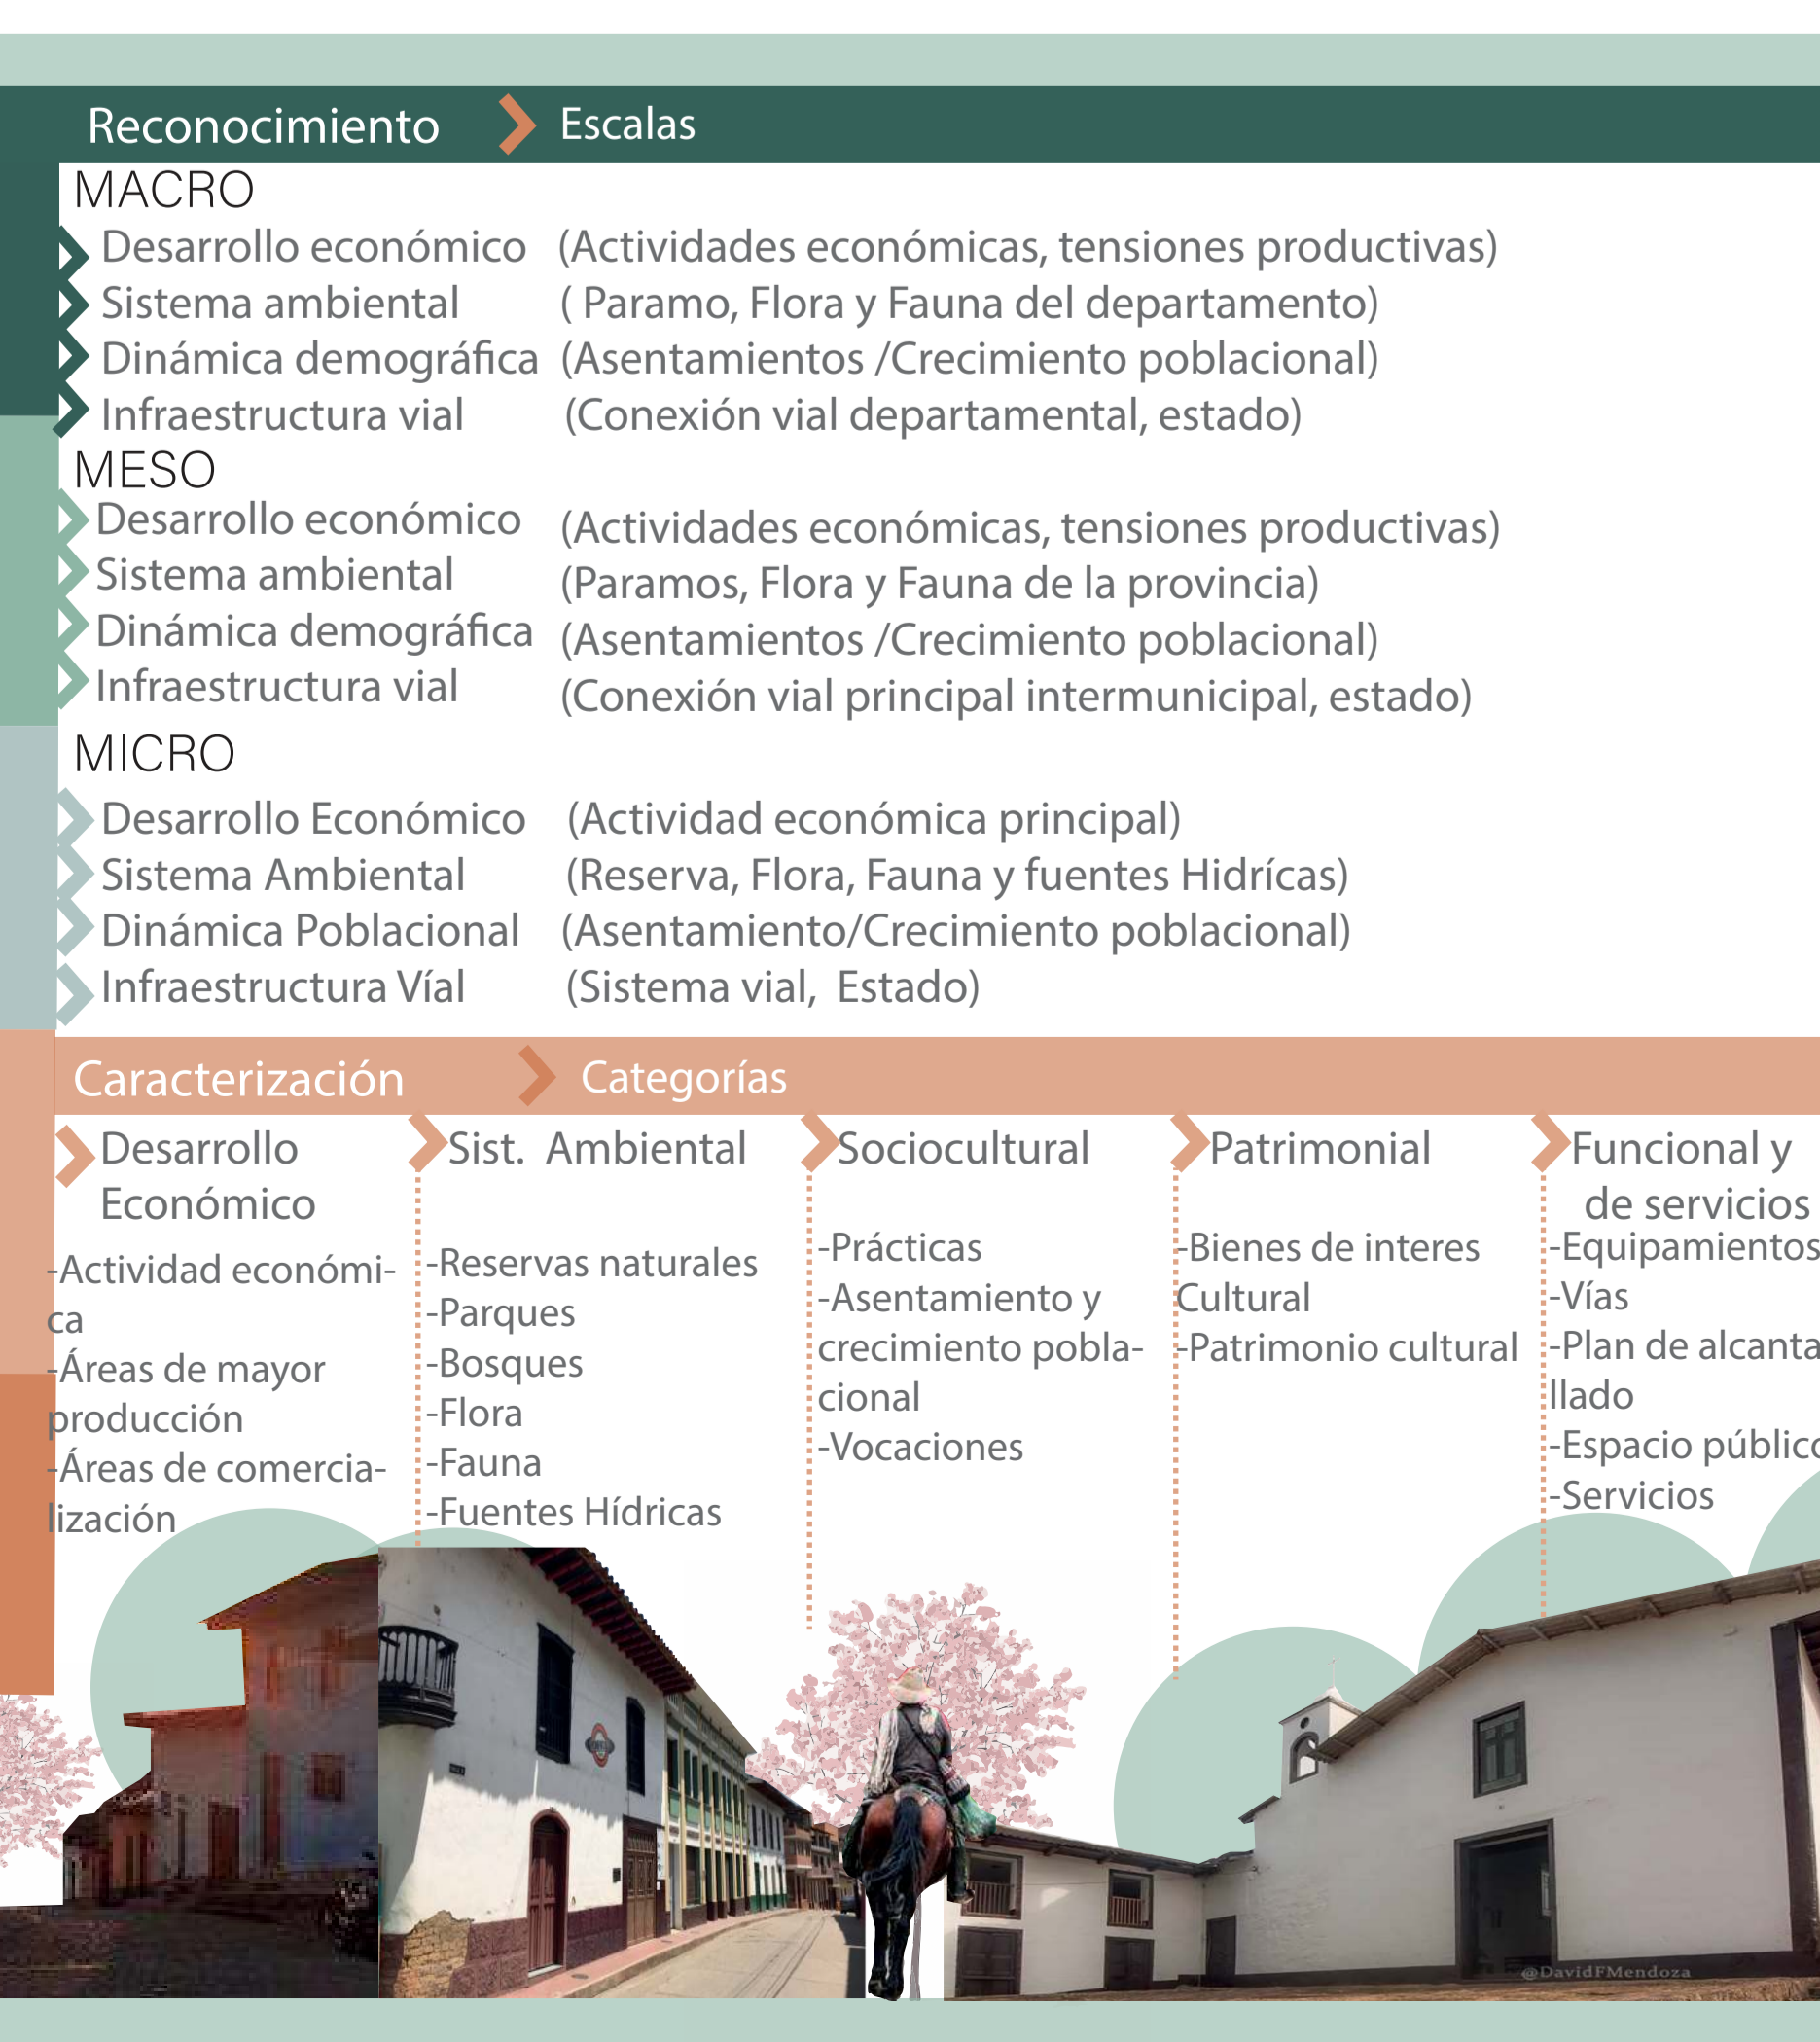 Reconocimiento Escalas
MACRO
Desarrollo económico (Actividades económicas, tensiones productivas)
Sistema ambiental ( Paramo, Flora y Fauna del departamento)
Dinámica demográfica (Asentamientos /Crecimiento poblacional)
Infraestructura vial (Conexión vial departamental, estado)
MESO
Desarrollo económico (Actividades económicas, tensiones productivas)
Sistema ambiental (Paramos, Flora y Fauna de la provincia)
Dinámica demográfica (Asentamientos /Crecimiento poblacional)
Infraestructura vial (Conexión vial principal intermunicipal, estado)
MICRO
Desarrollo Económico (Actividad económica principal)
Sistema Ambiental (Reserva, Flora, Fauna y fuentes Hidrícas)
Dinámica Poblacional (Asentamiento/Crecimiento poblacional)
Infraestructura Víal (Sistema vial, Estado)
Caracterización Categorías
Desarrollo
Económico
-Actividad económi-
ca
-Áreas de mayor
producción
-Áreas de comercia-
lización
Sist. Ambiental
-Reservas naturales
-Parques
-Bosques
-Flora
-Fauna
-Fuentes Hídricas
Sociocultural
-Prácticas
-Asentamiento y
crecimiento pobla-
cional
-Vocaciones
Patrimonial
-Bienes de interes
Cultural
-Patrimonio cultural
Funcional y
de servicios
-Equipamientos
-Vías
-Plan de alcanta
llado
-Espacio público
-Servicios
@DavidFMendoza